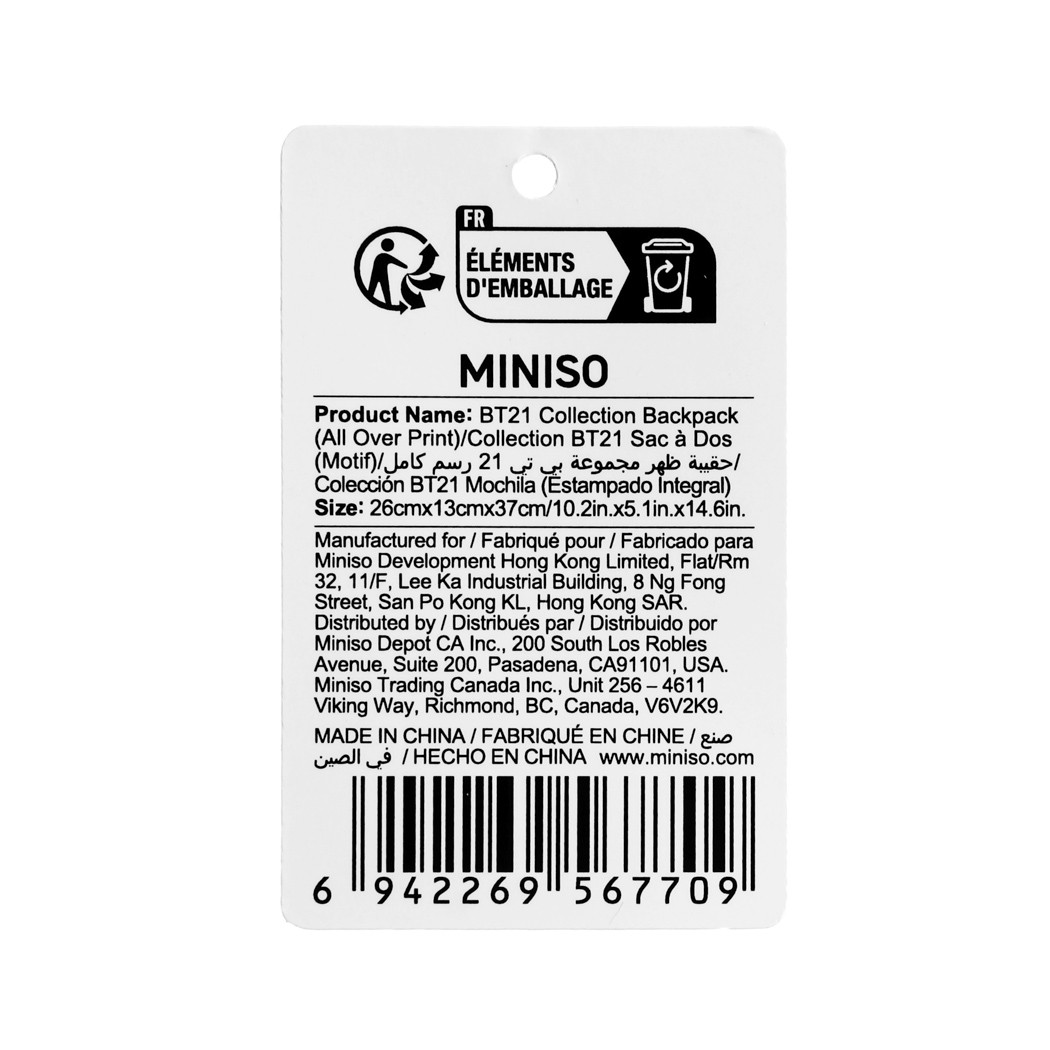 FR
ÉLÉMENTS
D'EMBALLAGE
MINISO
Product Name: BT21 Collection Backpack
(All Over Print)/Collection BT21 Sac à Dos
(Motif)/حقيبة ظهر مجموعة بي تي 21 رسم كامل/
Colección BT21 Mochila (Estampado Integral)
Size: 26cmx13cmx37cm/10.2in.x5.1in.x14.6in.
Manufactured for / Fabriqué pour / Fabricado para
Miniso Development Hong Kong Limited, Flat/Rm
32, 11/F, Lee Ka Industrial Building, 8 Ng Fong
Street, San Po Kong KL, Hong Kong SAR.
Distributed by / Distribués par / Distribuido por
Miniso Depot CA Inc., 200 South Los Robles
Avenue, Suite 200, Pasadena, CA91101, USA.
Miniso Trading Canada Inc., Unit 256 – 4611
Viking Way, Richmond, BC, Canada, V6V2K9.
MADE IN CHINA / FABRIQUÉ EN CHINE / صنع
في الصين / HECHO EN CHINA www.miniso.com
6 942269 567709